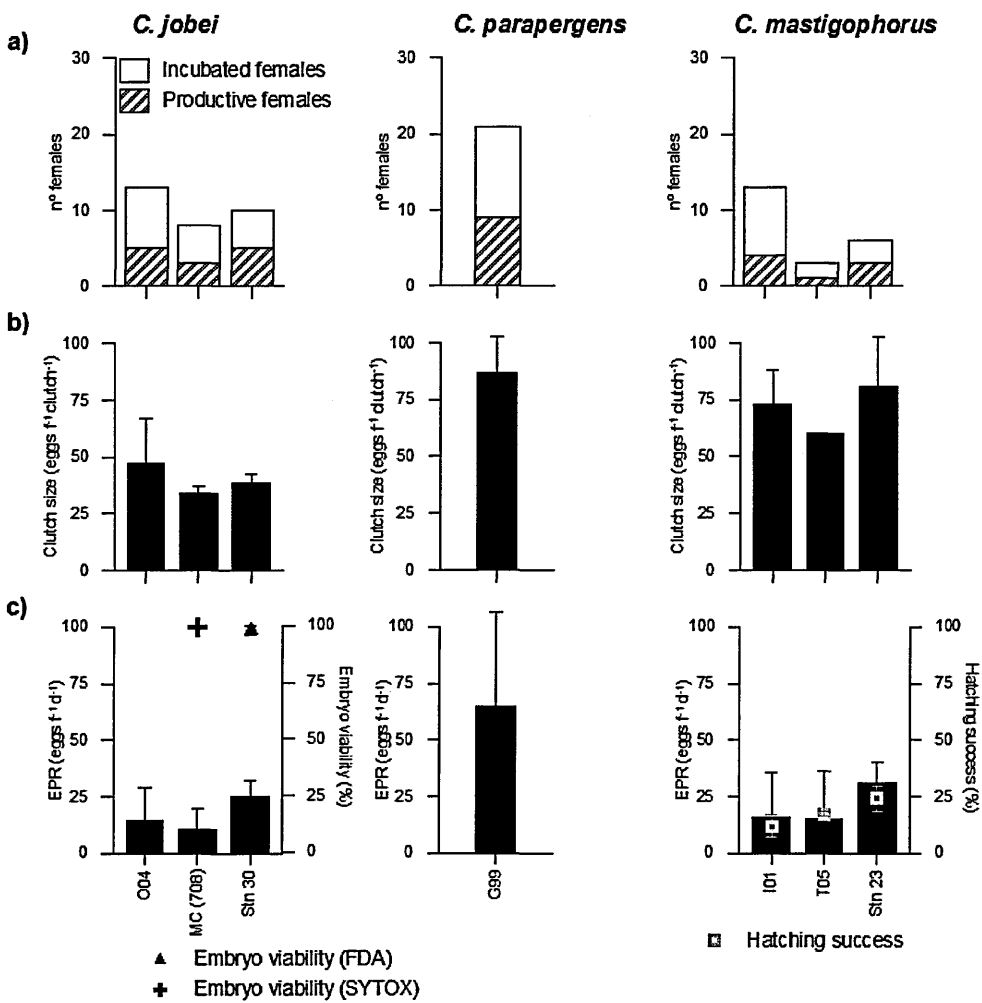 C. jobei
C. parapergens
C. mastigophorus
a)
30
20
10
0
nº females
Incubated females
Productive females
30
20
10
0
nº females
30
20
10
0
nº females
b)
100
75
50
25
0
Clutch size (eggs f⁻¹ clutch⁻¹)
100
75
50
25
0
Clutch size (eggs f⁻¹ clutch⁻¹)
100
75
50
25
0
Clutch size (eggs f⁻¹ clutch⁻¹)
c)
100
75
50
25
0
EPR (eggs f⁻¹ d⁻¹)
100
75
50
25
0
Embryo viability (%)
O04
MC (708)
Stn 30
100
75
50
25
0
EPR (eggs f⁻¹ d⁻¹)
G99
100
75
50
25
0
EPR (eggs f⁻¹ d⁻¹)
100
75
50
25
0
Hatching success (%)
I01
T05
Stn 23
Embryo viability (FDA)
Embryo viability (SYTOX)
Hatching success